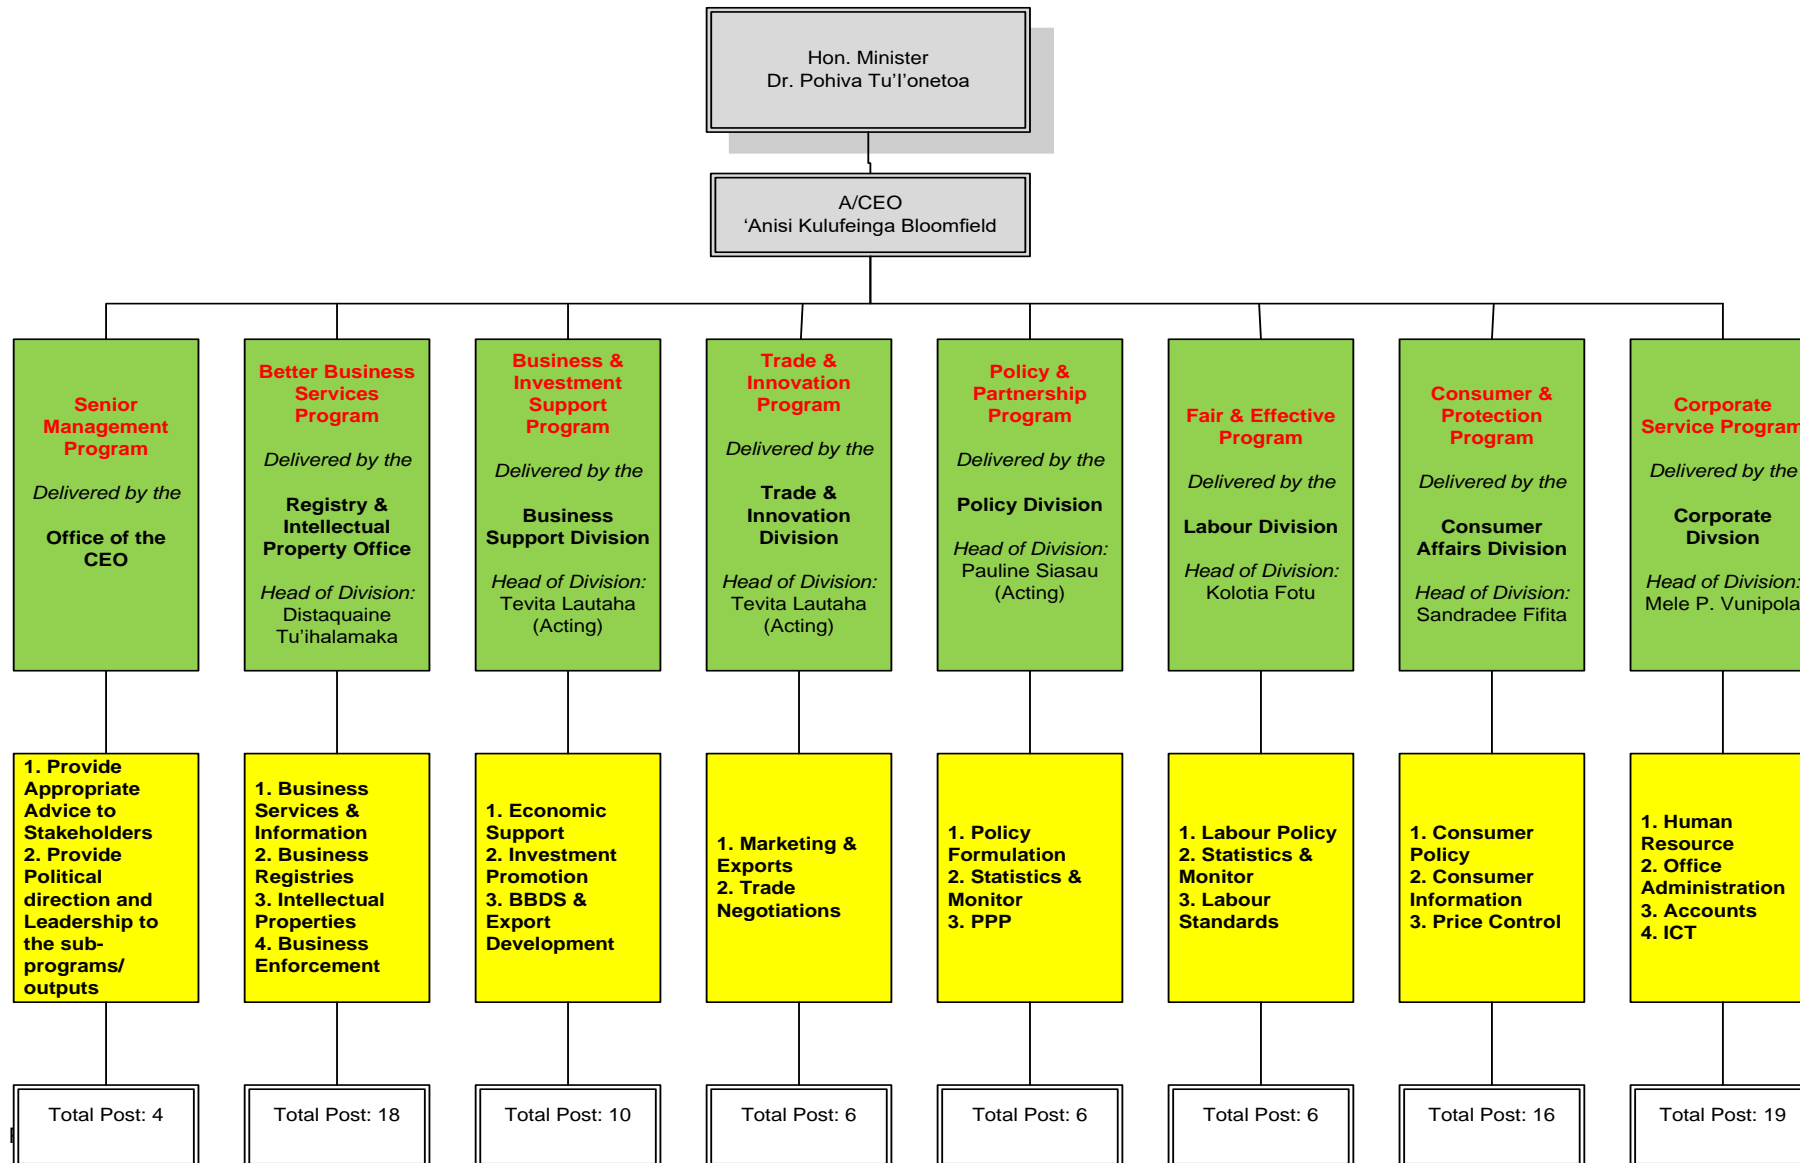 Hon. Minister
Dr. Pohiva Tu’I’onetoa
A/CEO
‘Anisi Kulufeinga Bloomfield
Senior
Management
Program
Delivered by the
Office of the
CEO
Better Business
Services
Program
Delivered by the
Registry &
Intellectual
Property Office
Head of Division:
Distaquaine
Tu’ihalamaka
Business &
Investment
Support
Program
Delivered by the
Business
Support Division
Head of Division:
Tevita Lautaha
(Acting)
Trade &
Innovation
Program
Delivered by the
Trade &
Innovation
Division
Head of Division:
Tevita Lautaha
(Acting)
Policy &
Partnership
Program
Delivered by the
Policy Division
Head of Division:
Pauline Siasau
(Acting)
Fair & Effective
Program
Delivered by the
Labour Division
Head of Division:
Kolotia Fotu
Consumer &
Protection
Program
Delivered by the
Consumer
Affairs Division
Head of Division:
Sandradee Fifita
Corporate
Service Program
Delivered by the
Corporate
Divsion
Head of Division:
Mele P. Vunipola
1. Provide
Appropriate
Advice to
Stakeholders
2. Provide
Political
direction and
Leadership to
the sub-
programs/
outputs
1. Business
Services &
Information
2. Business
Registries
3. Intellectual
Properties
4. Business
Enforcement
1. Economic
Support
2. Investment
Promotion
3. BBDS &
Export
Development
1. Marketing &
Exports
2. Trade
Negotiations
1. Policy
Formulation
2. Statistics &
Monitor
3. PPP
1. Labour Policy
2. Statistics &
Monitor
3. Labour
Standards
1. Consumer
Policy
2. Consumer
Information
3. Price Control
1. Human
Resource
2. Office
Administration
3. Accounts
4. ICT
Total Post: 4
Total Post: 18
Total Post: 10
Total Post: 6
Total Post: 6
Total Post: 6
Total Post: 16
Total Post: 19